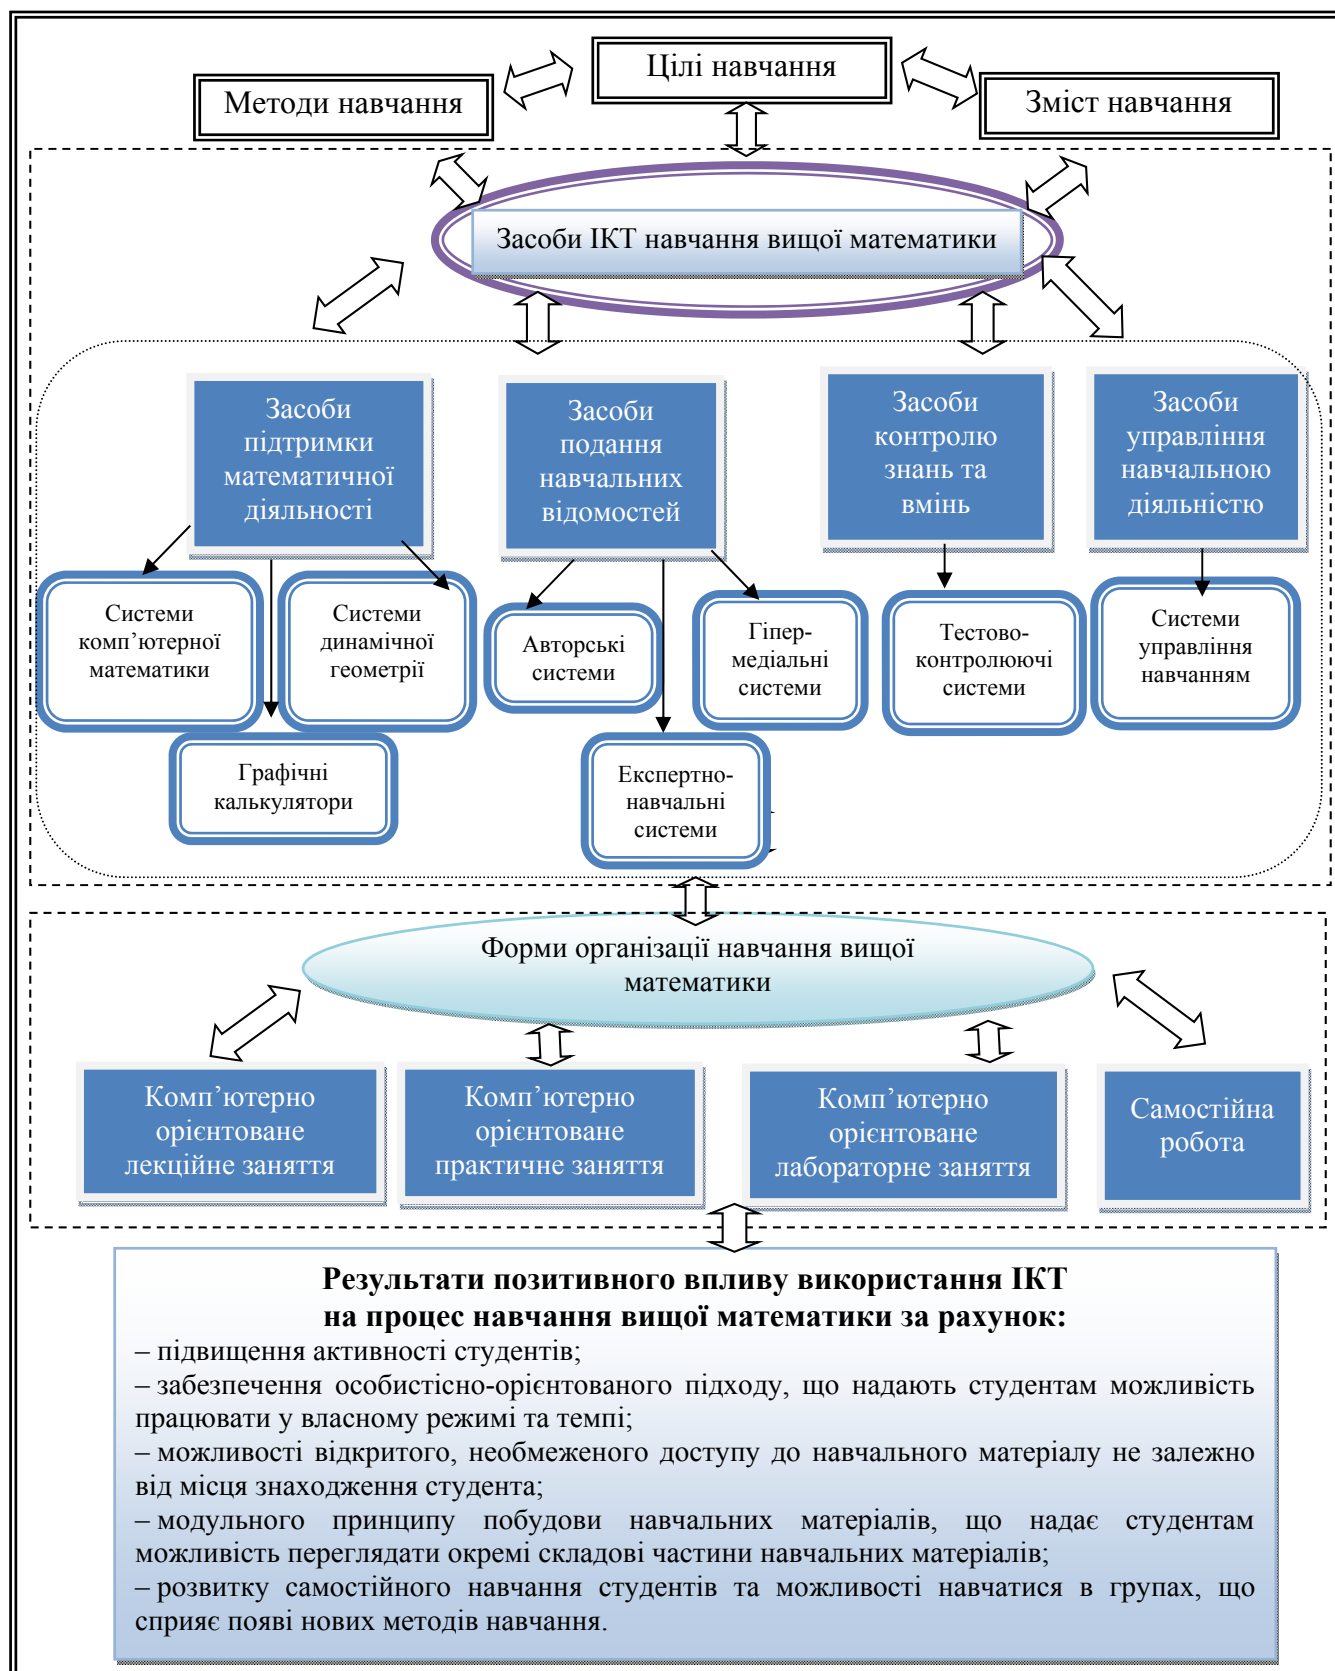 Цілі навчання
Методи навчання
Зміст навчання
Засоби ІКТ навчання вищої математики
Засоби
підтримки
математичної
діяльності
Засоби
подання
навчальних
відомостей
Засоби
контролю
знань та
вмінь
Засоби
управління
навчальною
діяльністю
Системи
комп’ютерної
математики
Системи
динамічної
геометрії
Авторські
системи
Гіпер-
медіальні
системи
Тестово-
контролюючі
системи
Системи
управління
навчанням
Графічні
калькулятори
Експертно-
навчальні
системи
Форми організації навчання вищої
математики
Комп’ютерно
орієнтоване
лекційне заняття
Комп’ютерно
орієнтоване
практичне заняття
Комп’ютерно
орієнтоване
лабораторне заняття
Самостійна
робота
Результати позитивного впливу використання ІКТ
на процес навчання вищої математики за рахунок:
– підвищення активності студентів;
– забезпечення особистісно-орієнтованого підходу, що надають студентам можливість
працювати у власному режимі та темпі;
– можливості відкритого, необмеженого доступу до навчального матеріалу не залежно
від місця знаходження студента;
– модульного принципу побудови навчальних матеріалів, що надає студентам
можливість переглядати окремі складові частини навчальних матеріалів;
– розвитку самостійного навчання студентів та можливості навчатися в групах, що
сприяє появі нових методів навчання.